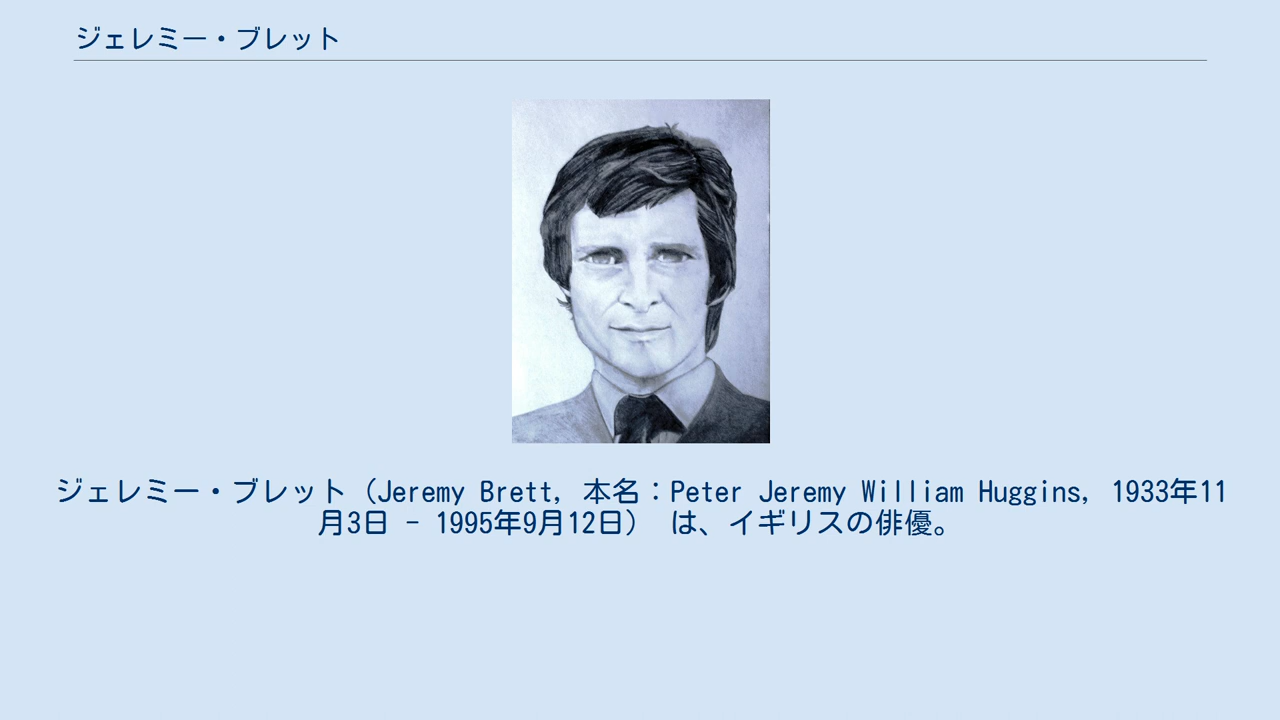 ジェレミー・ブレット
ジェレミー・ブレット（Jeremy Brett, 本名：Peter Jeremy William Huggins, 1933年11
月3日 - 1995年9月12日） は、イギリスの俳優。